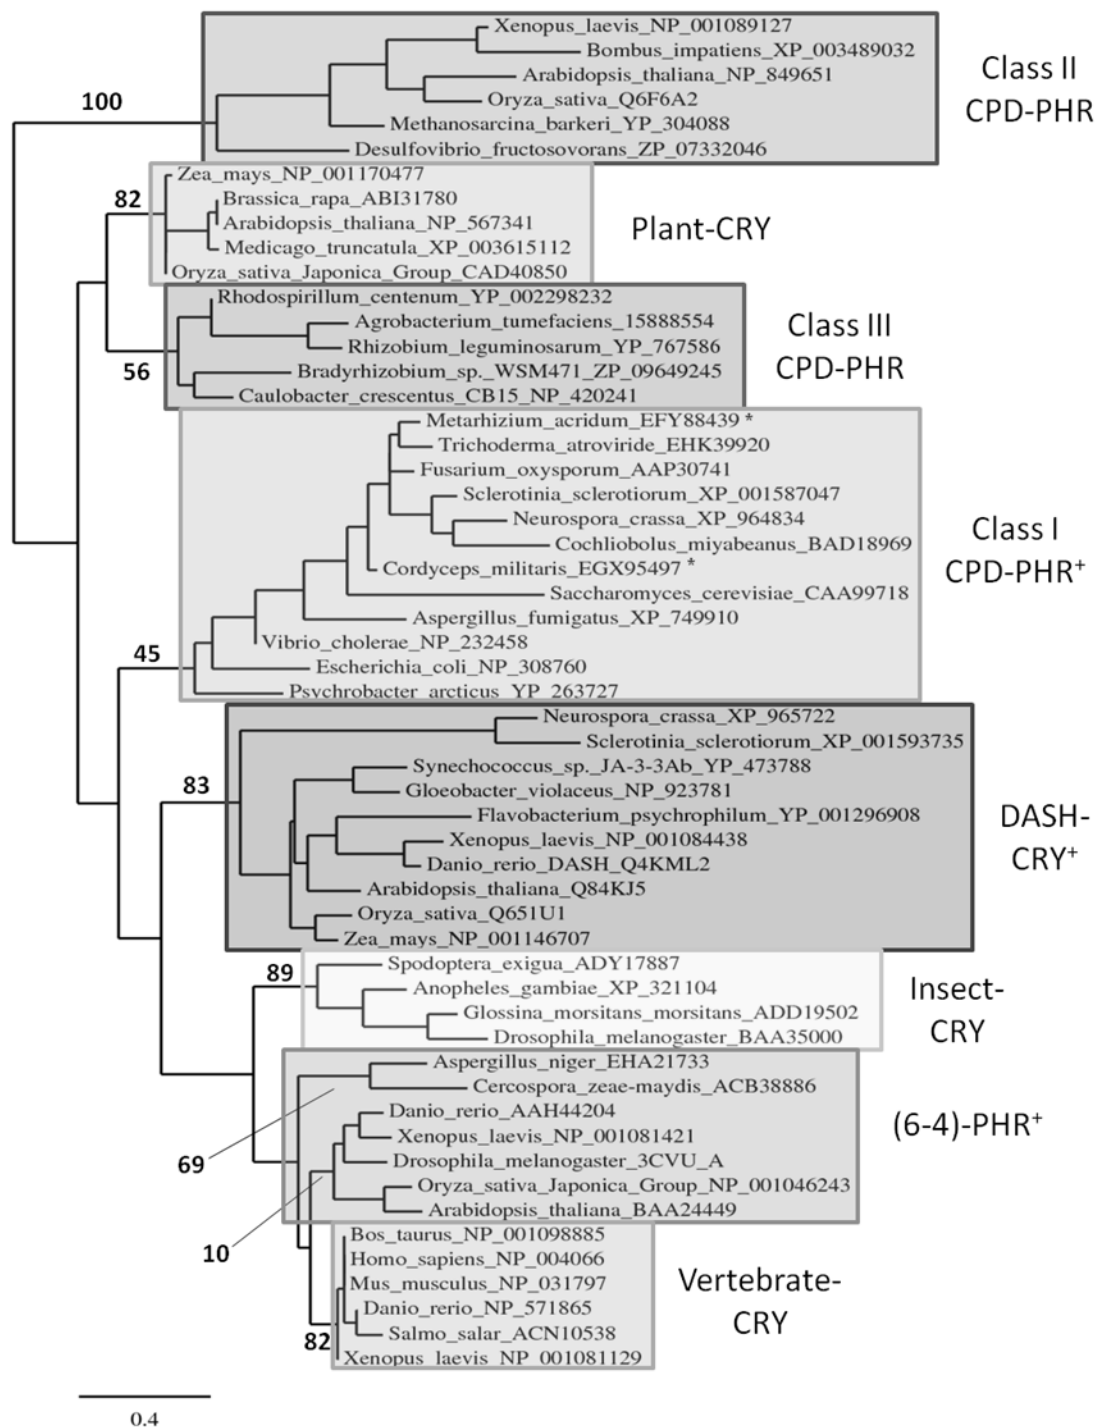 Xenopus_laevis_NP_001089127
Bombus_impatiens_XP_003489032
Arabidopsis_thaliana_NP_849651
Oryza_sativa_Q6F6A2
Methanosarcina_barkeri_YP_304088
Desulfovibrio_fructosovorans_ZP_07332046
100
Class II
CPD-PHR
Zea_mays_NP_001170477
Brassica_rapa_ABI31780
Arabidopsis_thaliana_NP_567341
Medicago_truncatula_XP_003615112
Oryza_sativa_Japonica_Group_CAD40850
82
Plant-CRY
Rhodospirillum_centenum_YP_002298232
Agrobacterium_tumefaciens_15888554
Rhizobium_leguminosarum_YP_767586
Bradyrhizobium_sp._WSM471_ZP_09649245
Caulobacter_crescentus_CB15_NP_420241
56
Class III
CPD-PHR
Metarhizium_acridum_EFY88439 *
Trichoderma_atroviride_EHK39920
Fusarium_oxysporum_AAP30741
Sclerotinia_sclerotiorum_XP_001587047
Neurospora_crassa_XP_964834
Cochliobolus_miyabeanus_BAD18969
Cordyceps_militaris_EGX95497 *
Saccharomyces_cerevisiae_CAA99718
Aspergillus_fumigatus_XP_749910
Vibrio_cholerae_NP_232458
Escherichia_coli_NP_308760
Psychrobacter_arcticus_YP_263727
45
Class I
CPD-PHR+
Neurospora_crassa_XP_965722
Sclerotinia_sclerotiorum_XP_001593735
Synechococcus_sp._JA-3-3Ab_YP_473788
Gloeobacter_violaceus_NP_923781
Flavobacterium_psychrophilum_YP_001296908
Xenopus_laevis_NP_001084438
Danio_rerio_DASH_Q4KML2
Arabidopsis_thaliana_Q84KJ5
Oryza_sativa_Q651U1
Zea_mays_NP_001146707
83
DASH-
CRY+
Spodoptera_exigua_ADY17887
Anopheles_gambiae_XP_321104
Glossina_morsitans_morsitans_ADD19502
Drosophila_melanogaster_BAA35000
89
Insect-
CRY
Aspergillus_niger_EHA21733
Cercospora_zeae-maydis_ACB38886
Danio_rerio_AAH44204
Xenopus_laevis_NP_001081421
Drosophila_melanogaster_3CVU_A
Oryza_sativa_Japonica_Group_NP_001046243
Arabidopsis_thaliana_BAA24449
69
10
(6-4)-PHR+
Bos_taurus_NP_001098885
Homo_sapiens_NP_004066
Mus_musculus_NP_031797
Danio_rerio_NP_571865
Salmo_salar_ACN10538
Xenopus_laevis_NP_001081129
82
Vertebrate-
CRY
0.4